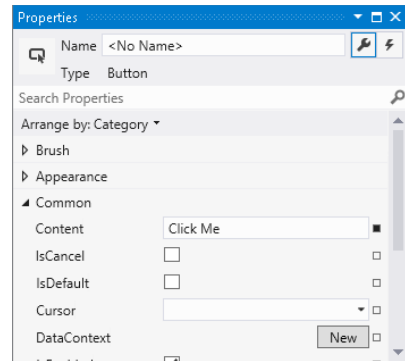 Properties
Name <No Name>
Type Button
Search Properties
Arrange by: Category
Brush
Appearance
Common
Content Click Me
IsCancel
IsDefault
Cursor
DataContext New